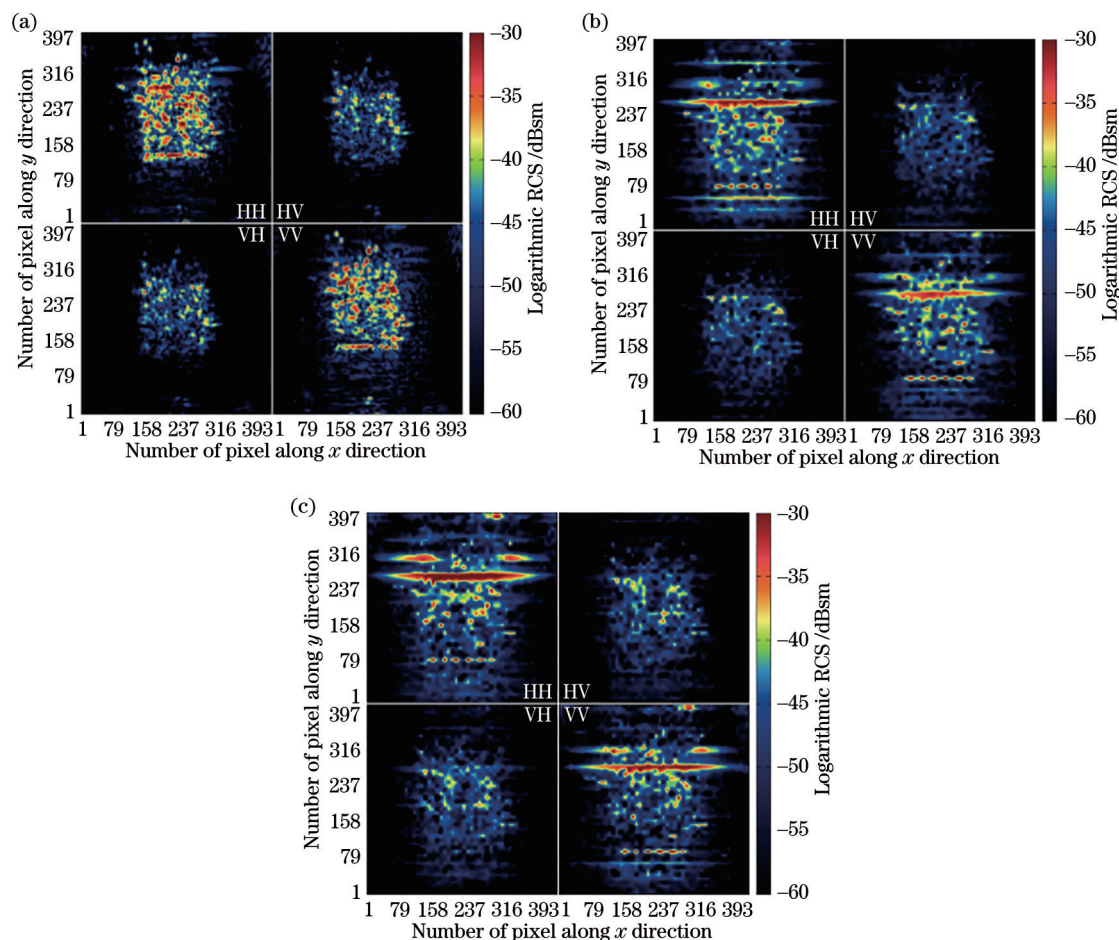 (a)
397
316
237
158
79
1
397
316
237
158
79
1
Number of pixel along y direction
HH HV
VH VV
1 79 158 237 316 393 1 79 158 237 316 393
Number of pixel along x direction
−30
−35
−40
−45
−50
−55
−60
Logarithmic RCS /dBsm
(b)
397
316
237
158
79
1
397
316
237
158
79
1
Number of pixel along y direction
HH HV
VH VV
1 79 158 237 316 393 1 79 158 237 316 393
Number of pixel along x direction
−30
−35
−40
−45
−50
−55
−60
Logarithmic RCS /dBsm
(c)
397
316
237
158
79
1
397
316
237
158
79
1
Number of pixel along y direction
HH HV
VH VV
1 79 158 237 316 393 1 79 158 237 316 393
Number of pixel along x direction
−30
−35
−40
−45
−50
−55
−60
Logarithmic RCS /dBsm